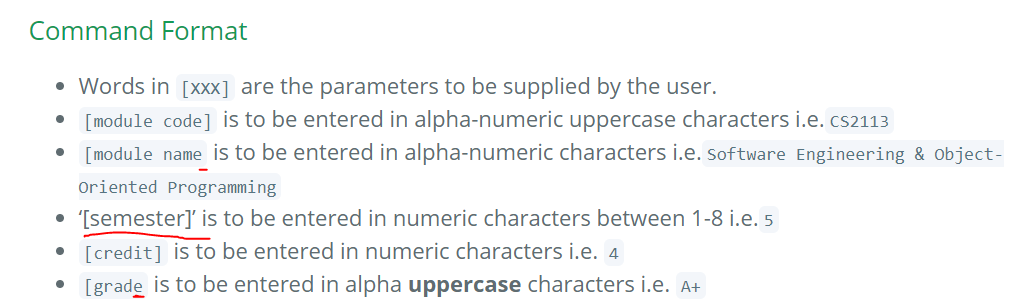 Command Format
• Words in [xxx] are the parameters to be supplied by the user.
• [module code] is to be entered in alpha-numeric uppercase characters i.e. CS2113
• [module name is to be entered in alpha-numeric characters i.e. Software Engineering & Object-
Oriented Programming
• ‘[semester]’ is to be entered in numeric characters between 1-8 i.e. 5
• [credit] is to be entered in numeric characters i.e. 4
• [grade is to be entered in alpha uppercase characters i.e. A+